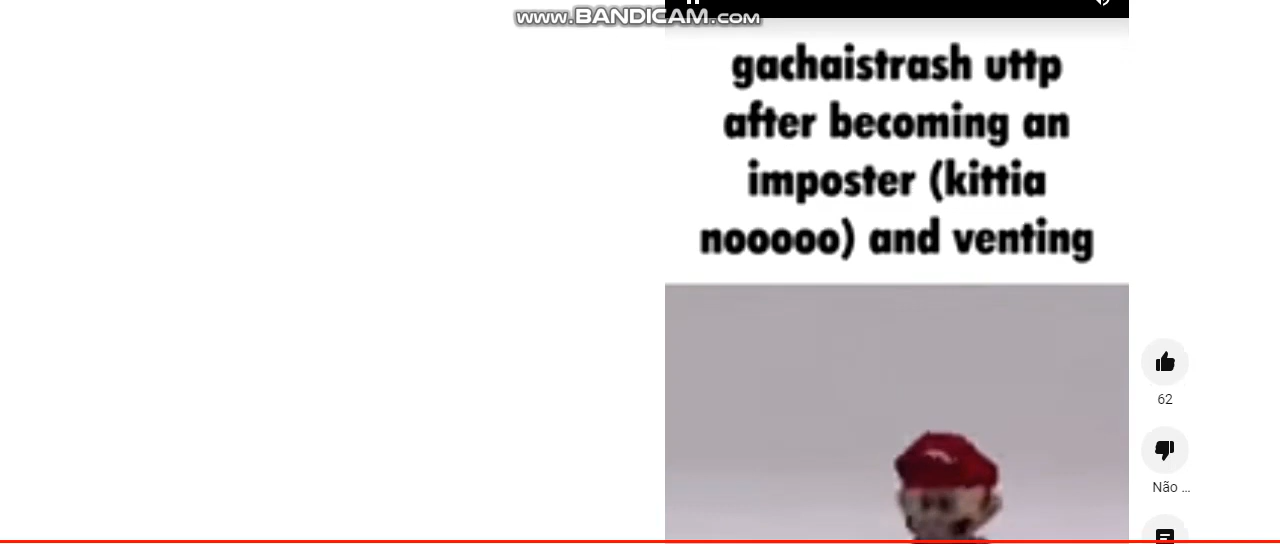 www.BANDICAM.com
gachaistrash uttp
after becoming an
imposter (kittia
nooooo) and venting
62
Não ...